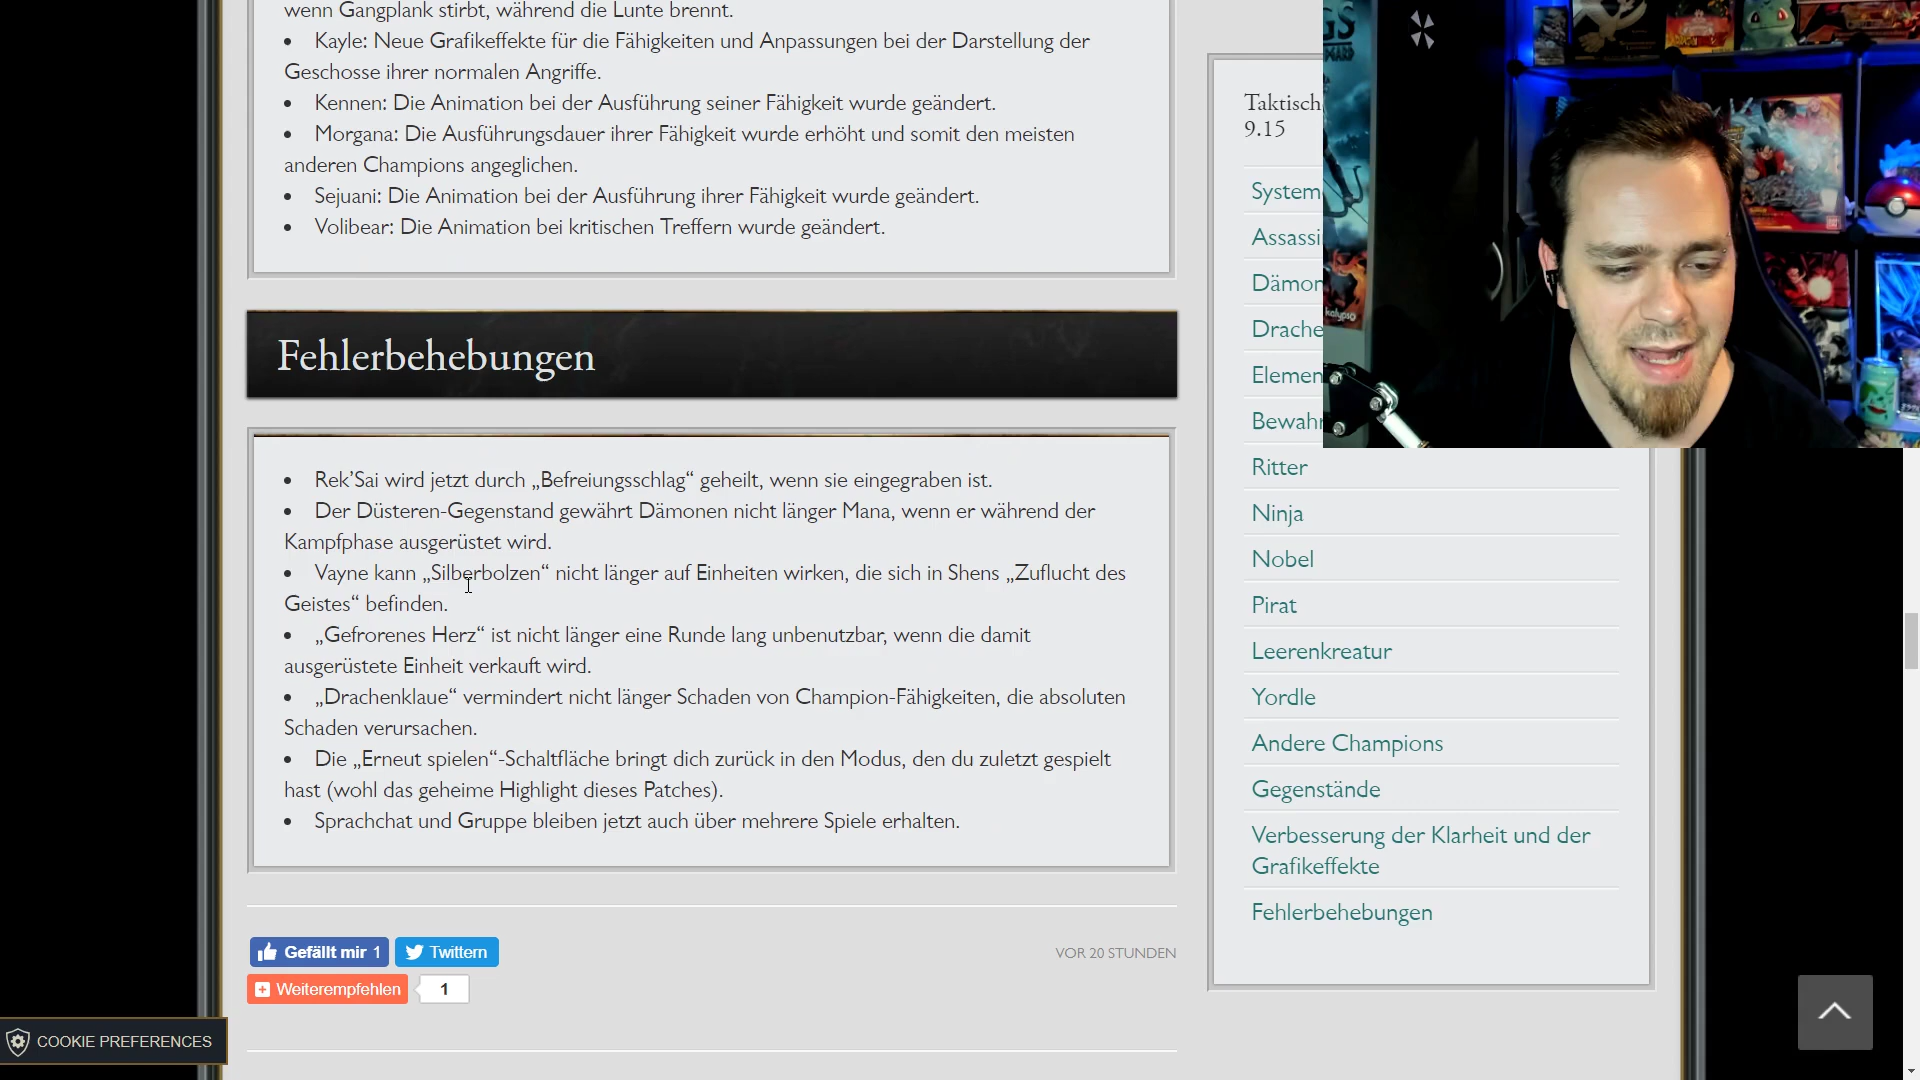 wenn Gangplank stirbt, während die Lunte brennt.
• Kayle: Neue Grafikeffekte für die Fähigkeiten und Anpassungen bei der Darstellung der
Geschosse ihrer normalen Angriffe.
• Kennen: Die Animation bei der Ausführung seiner Fähigkeit wurde geändert.
• Morgana: Die Ausführungsdauer ihrer Fähigkeit wurde erhöht und somit den meisten
anderen Champions angeglichen.
• Sejuani: Die Animation bei der Ausführung ihrer Fähigkeit wurde geändert.
• Volibear: Die Animation bei kritischen Treffern wurde geändert.
Fehlerbehebungen
• Rek’Sai wird jetzt durch „Befreiungsschlag“ geheilt, wenn sie eingegraben ist.
• Der Düsteren-Gegenstand gewährt Dämonen nicht länger Mana, wenn er während der
Kampfphase ausgerüstet wird.
• Vayne kann „Silberbolzen“ nicht länger auf Einheiten wirken, die sich in Shens „Zuflucht des
Geistes“ befinden.
• „Gefrorenes Herz“ ist nicht länger eine Runde lang unbenutzbar, wenn die damit
ausgerüstete Einheit verkauft wird.
• „Drachenklaue“ vermindert nicht länger Schaden von Champion-Fähigkeiten, die absoluten
Schaden verursachen.
• Die „Erneut spielen“-Schaltfläche bringt dich zurück in den Modus, den du zuletzt gespielt
hast (wohl das geheime Highlight dieses Patches).
• Sprachchat und Gruppe bleiben jetzt auch über mehrere Spiele erhalten.
Gefällt mir 1
Twittern
VOR 20 STUNDEN
Weiterempfehlen
1
COOKIE PREFERENCES
Taktisch
9.15
System
Assassi
Dämon
Drache
Elemen
Bewahr
Ritter
Ninja
Nobel
Pirat
Leerenkreatur
Yordle
Andere Champions
Gegenstände
Verbesserung der Klarheit und der
Grafikeffekte
Fehlerbehebungen
kalypso